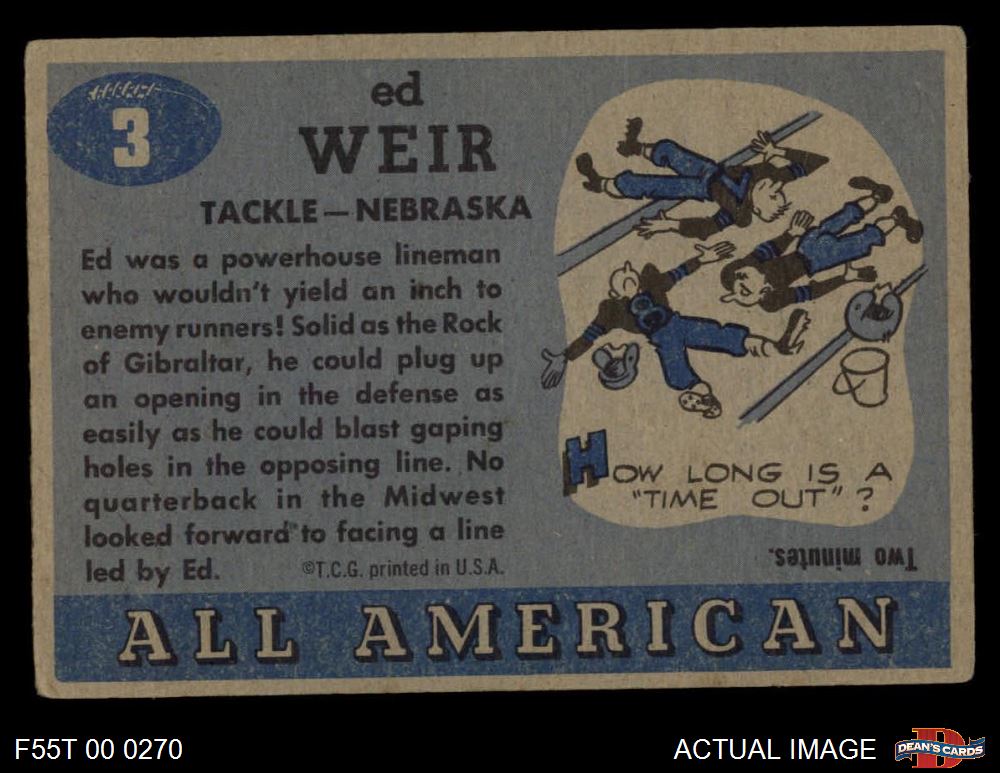 3
ed
WEIR
TACKLE—NEBRASKA
Ed was a powerhouse lineman
who wouldn't yield an inch to
enemy runners! Solid as the Rock
of Gibraltar, he could plug up
an opening in the defense as
easily as he could blast gaping
holes in the opposing line. No
quarterback in the Midwest
looked forward to facing a line
led by Ed.
©T.C.G. printed in U.S.A.
HOW LONG IS A
"TIME OUT"?
Two minutes.
ALL AMERICAN
F55T 00 0270
ACTUAL IMAGE
D
DEAN'S CARDS